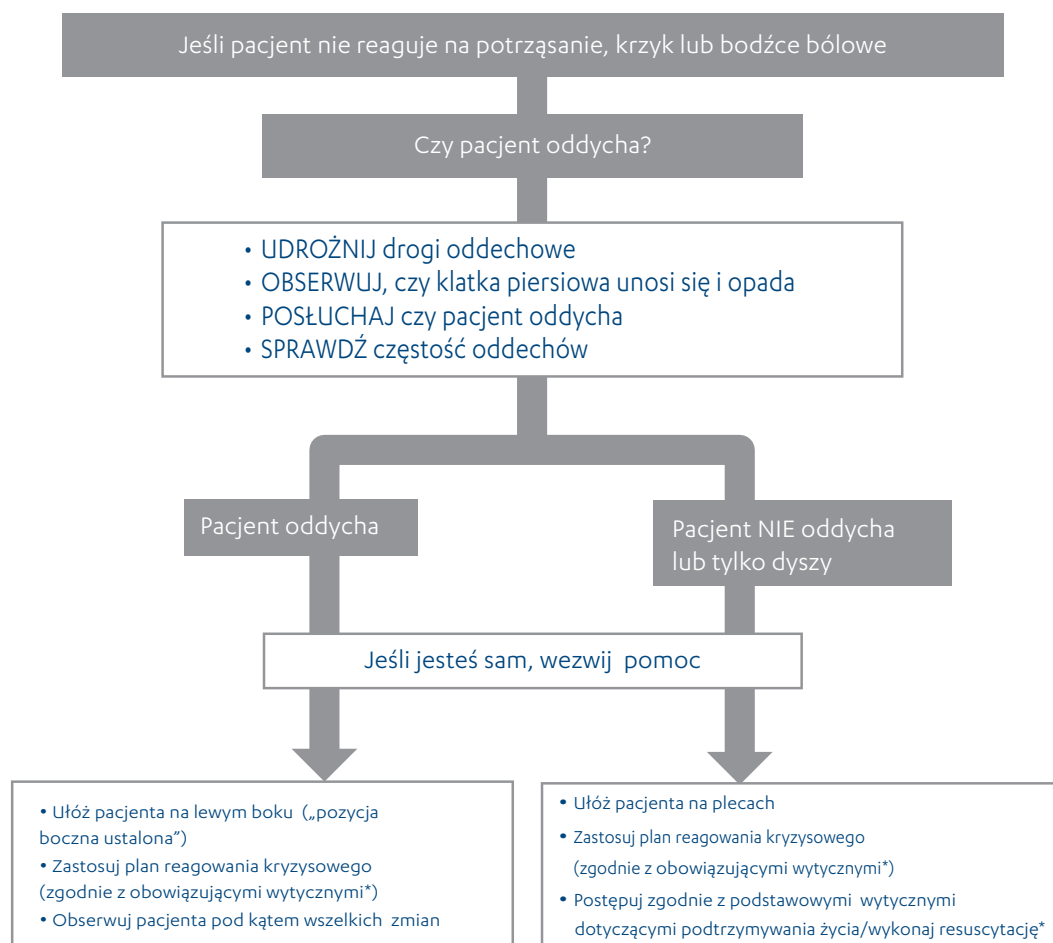 Jeśli pacjent nie reaguje na potrząsanie, krzyk lub bodźce bólowe
Czy pacjent oddycha?
• UDROŻNIJ drogi oddechowe
• OBSERWUJ, czy klatka piersiowa unosi się i opada
• POSŁUCHAJ czy pacjent oddycha
• SPRAWDŹ częstość oddechów
Pacjent oddycha
Pacjent NIE oddycha
lub tylko dyszy
Jeśli jesteś sam, wezwij pomoc
• Ułóż pacjenta na lewym boku („pozycja
boczna ustalona”)
• Zastosuj plan reagowania kryzysowego
(zgodnie z obowiązującymi wytycznymi*)
• Obserwuj pacjenta pod kątem wszelkich zmian
• Ułóż pacjenta na plecach
• Zastosuj plan reagowania kryzysowego
(zgodnie z obowiązującymi wytycznymi*)
• Postępuj zgodnie z podstawowymi wytycznymi
dotyczącymi podtrzymywania życia/wykonaj resuscytację*